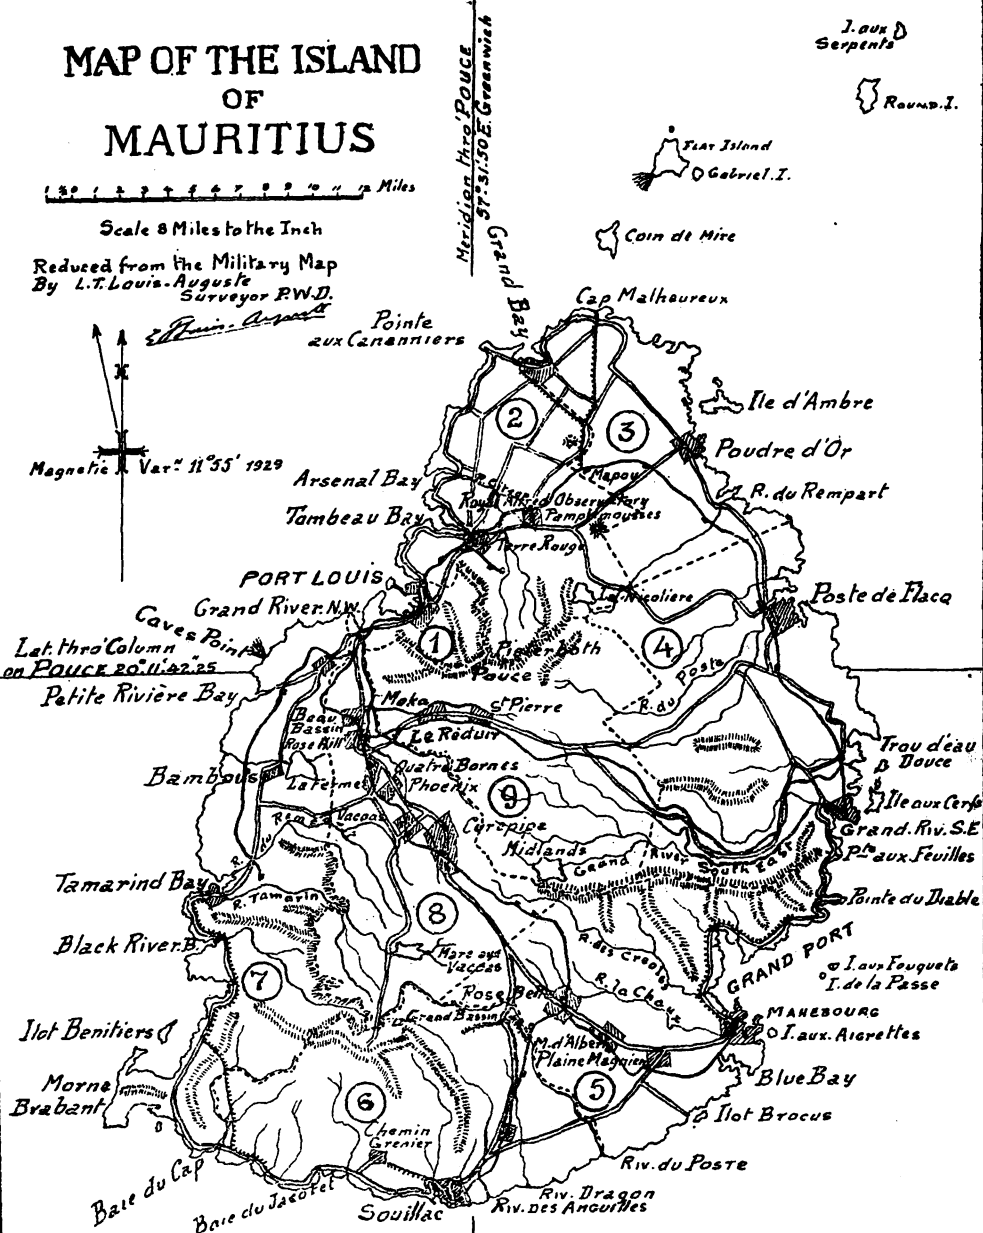 MAP OF THE ISLAND
OF
MAURITIUS
Miles
Scale 8 Miles to the Inch
Reduced from the Military Map
By L.T. Louis-Auguste
Surveyor P.W.D.
Meridion thro' POUCE
57° 31' 50 E. Greenwich
I. aux
Serpents
ROUND. I.
FLAT Island
Gabriel. I.
Coin de Mire
Grand Bay
Cap Malheureux
Pointe
aux Cananniers
Magnetic Varn 11° 55' 1929
2
3
Ile d'Ambre
Poudre d'Or
Arsenal Bay
Mapou
R. du Rempart
R. Citron
Royal Alfred Observatory
Pamplemousses
Tombeau Bay
Terre Rouge
PORT LOUIS
Grand River. N.W.
Nicoliere
Poste de Flacq
Caves Point
Lat. thro' Column
on POUCE 20° 11' 42" 25
1
4
Pieter Both
Pouce
Petite Rivière Bay
R. du Poste
Moka
St Pierre
Beau
Bassin
Rose Hill
Le Réduit
Trou d'eau
Douce
Bambous
La Ferme
Quatre Bornes
Phoenix
9
Ile aux Cerfs
Vacoas
Curepipe
Grand. Riv. S.E
R. du Rempart
Midlands
Grand River South East
Pte aux Feuilles
Tamarind Bay
R. Tamarin
Pointe du Diable
8
Black River. B.
R. des Creoles
GRAND PORT
Mare aux
Vacoas
7
R. la Chaux
I. aux Fouquets
I. de la Passe
Rose Belle
Grand Bassin
MAHEBOURG
I. aux Aigrettes
Ilot Benitiers
M. d'Albert
Plaine Magnien
Morne
Brabant
5
Blue Bay
6
Ilot Brocus
Chemin
Grenier
Riv. du POSTE
Baie du Cap
Baie du Jacotet
Souillac
Riv. DRAGON
Riv. DES ANGUILLES